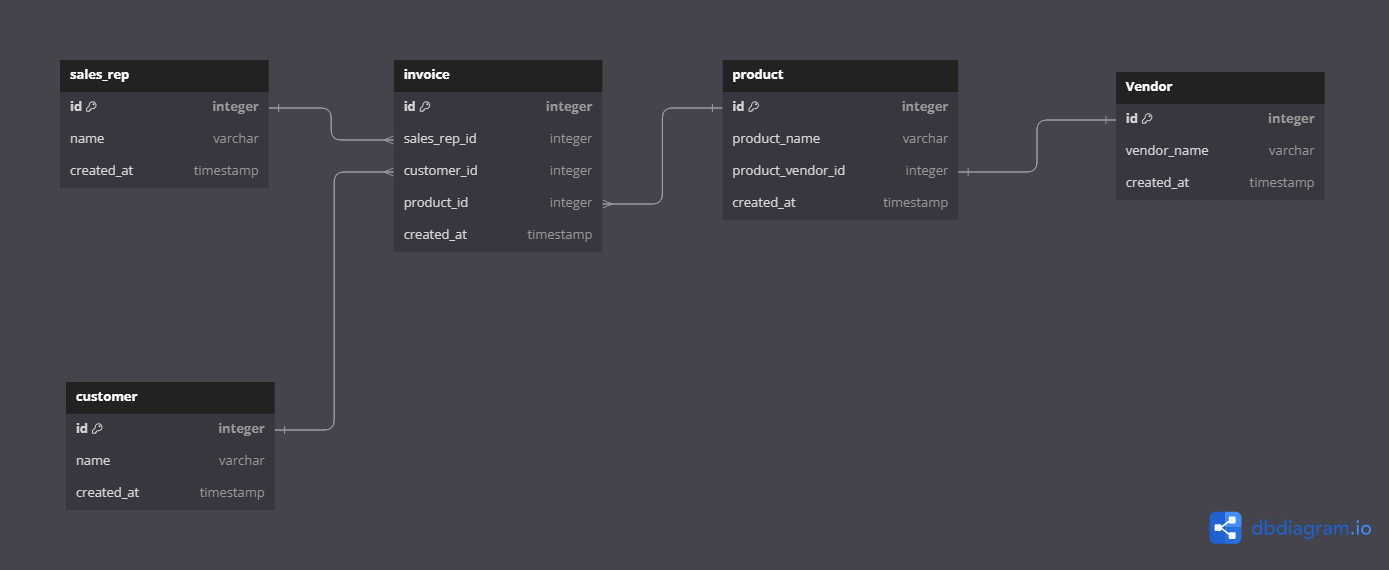 sales_rep
id integer
name varchar
created_at timestamp
invoice
id integer
sales_rep_id integer
customer_id integer
product_id integer
created_at timestamp
product
id integer
product_name varchar
product_vendor_id integer
created_at timestamp
Vendor
id integer
vendor_name varchar
created_at timestamp
customer
id integer
name varchar
created_at timestamp
dbdiagram.io